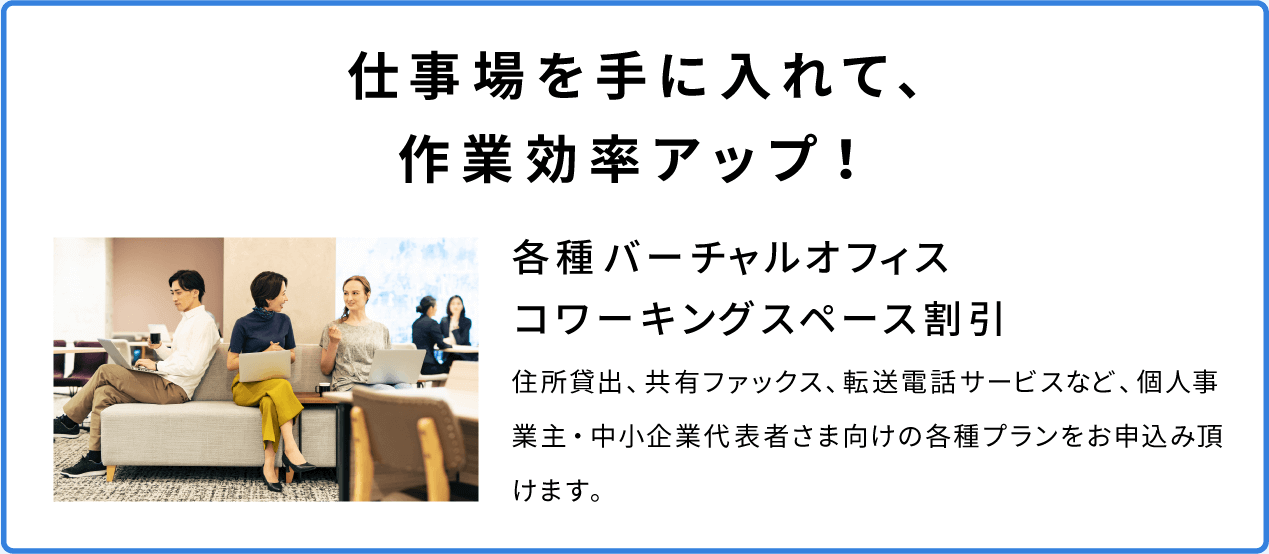 仕事場を手に入れて、
作業効率アップ！
各種バーチャルオフィス
コワーキングスペース割引
住所貸出、共有ファックス、転送電話サービスなど、個人事
業主・中小企業代表者さま向けの各種プランをお申込み頂
けます。